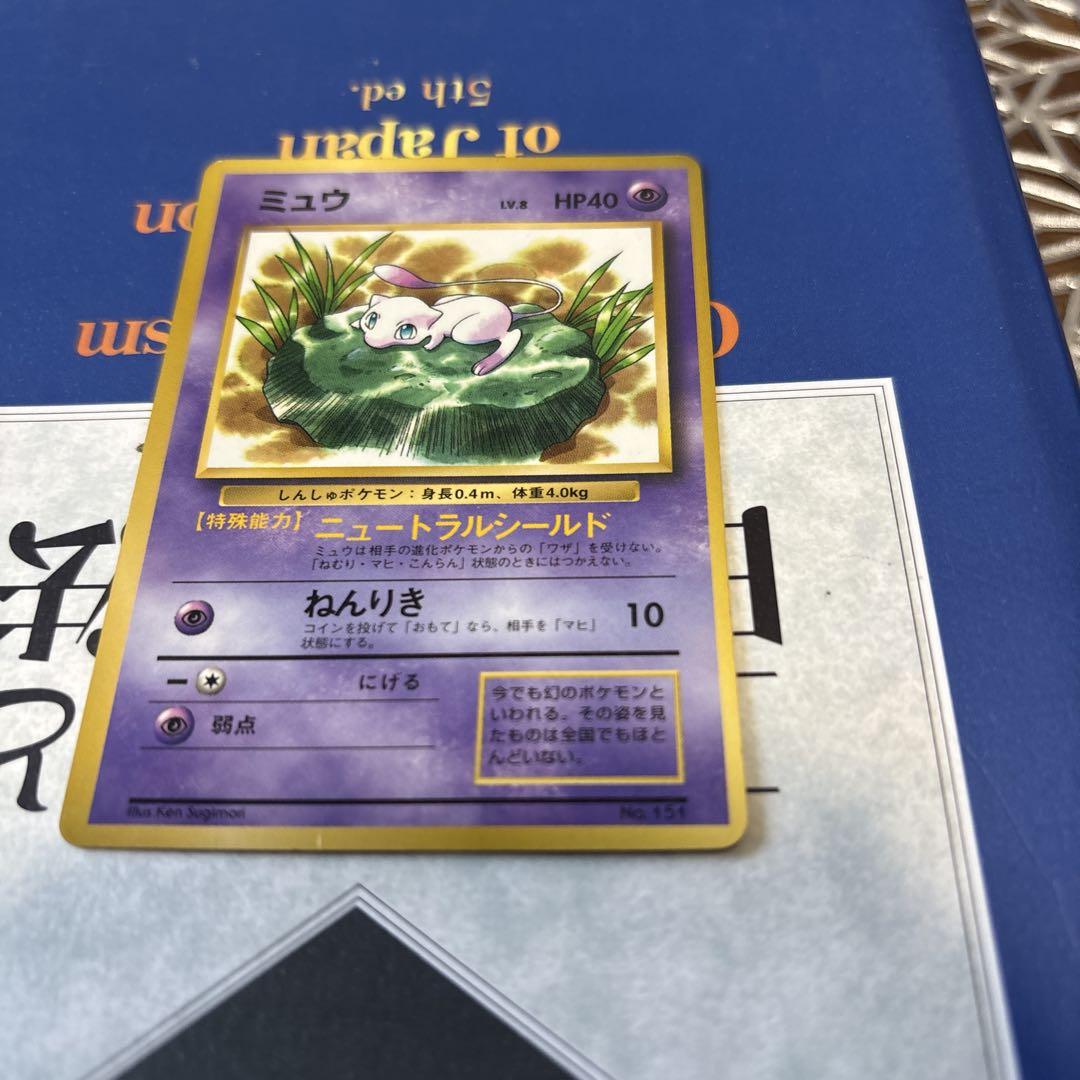 5th ed.
of Japan
ミュウ LV.8 HP40
しんしゅポケモン：身長0.4m、体重4.0kg
【特殊能力】ニュートラルシールド
ミュウは相手の進化ポケモンからの「ワザ」を受けない。
「ねむり・マヒ・こんらん」状態のときにはつかえない。
ねんりき 10
コインを投げて「おもて」なら、相手を「マヒ」
状態にする。
にげる
弱点
今でも幻のポケモンと
いわれる。その姿を見
たものは全国でもほと
んどいない。
Illus. Ken Sugimori No. 151